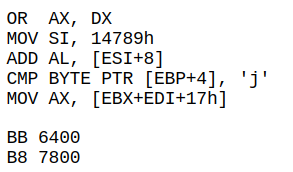 OR  AX, DX
MOV SI, 14789h
ADD AL, [ESI+8]
CMP BYTE PTR [EBP+4], 'j'
MOV AX, [EBX+EDI+17h]

BB 6400
B8 7800